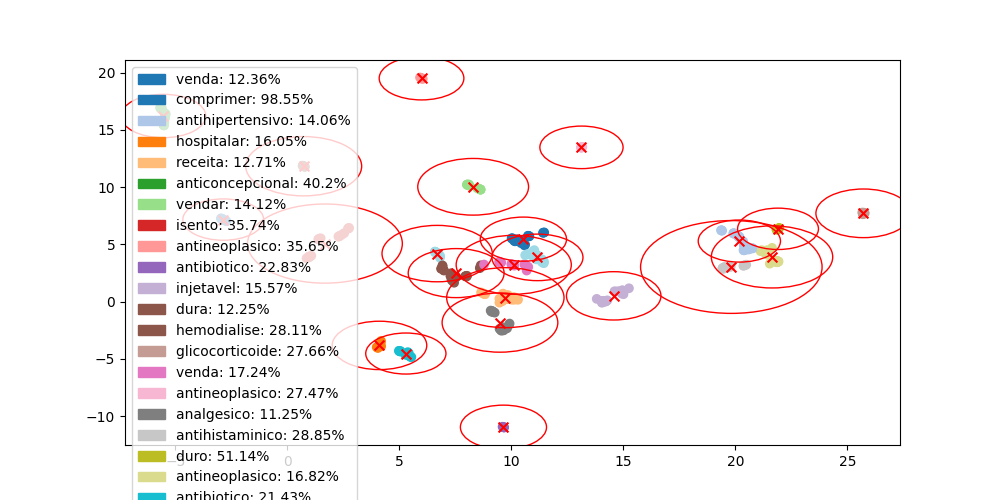 20
15
10
5
0
−5
−10
venda: 12.36%
comprimer: 98.55%
antihipertensivo: 14.06%
hospitalar: 16.05%
receita: 12.71%
anticoncepcional: 40.2%
vendar: 14.12%
isento: 35.74%
antineoplasico: 35.65%
antibiotico: 22.83%
injetavel: 15.57%
dura: 12.25%
hemodialise: 28.11%
glicocorticoide: 27.66%
venda: 17.24%
antineoplasico: 27.47%
analgesico: 11.25%
antihistaminico: 28.85%
duro: 51.14%
antineoplasico: 16.82%
antibiotico: 21.43%
−5 0 5 10 15 20 25